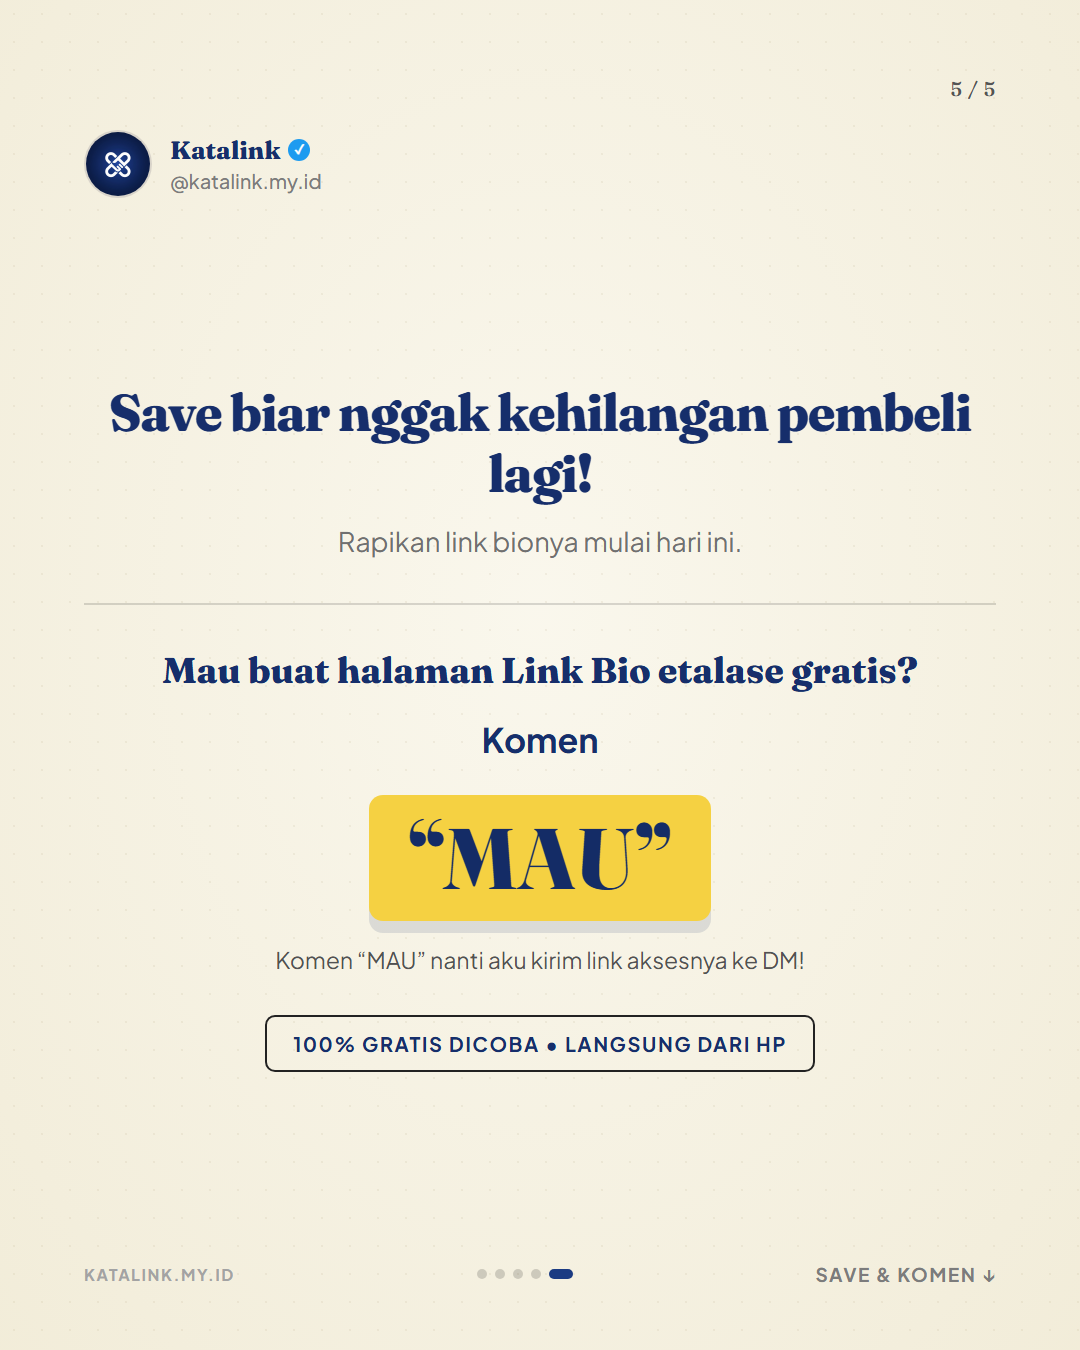 5 / 5
Katalink
@katalink.my.id
Save biar nggak kehilangan pembeli
lagi!
Rapikan link bionya mulai hari ini.
Mau buat halaman Link Bio etalase gratis?
Komen
“MAU”
Komen “MAU” nanti aku kirim link aksesnya ke DM!
100% GRATIS DICOBA ● LANGSUNG DARI HP
KATALINK.MY.ID
SAVE & KOMEN ↓